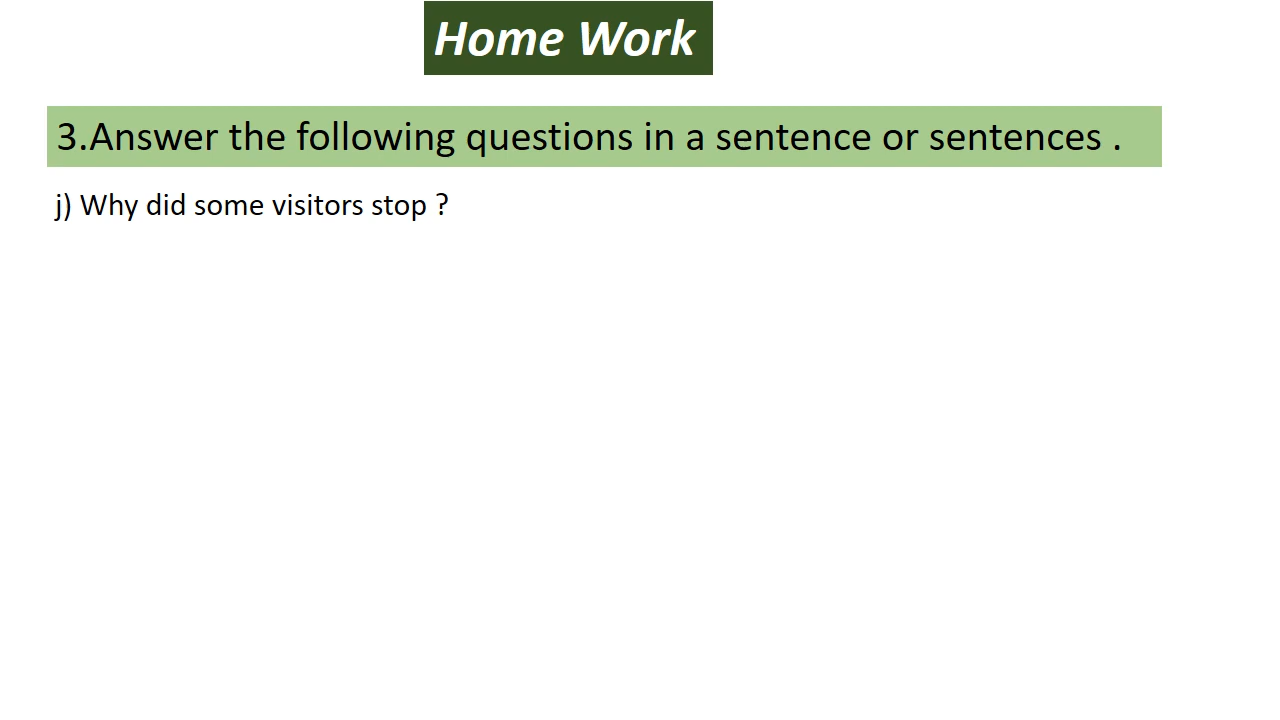 Home Work
3.Answer the following questions in a sentence or sentences .
j) Why did some visitors stop ?